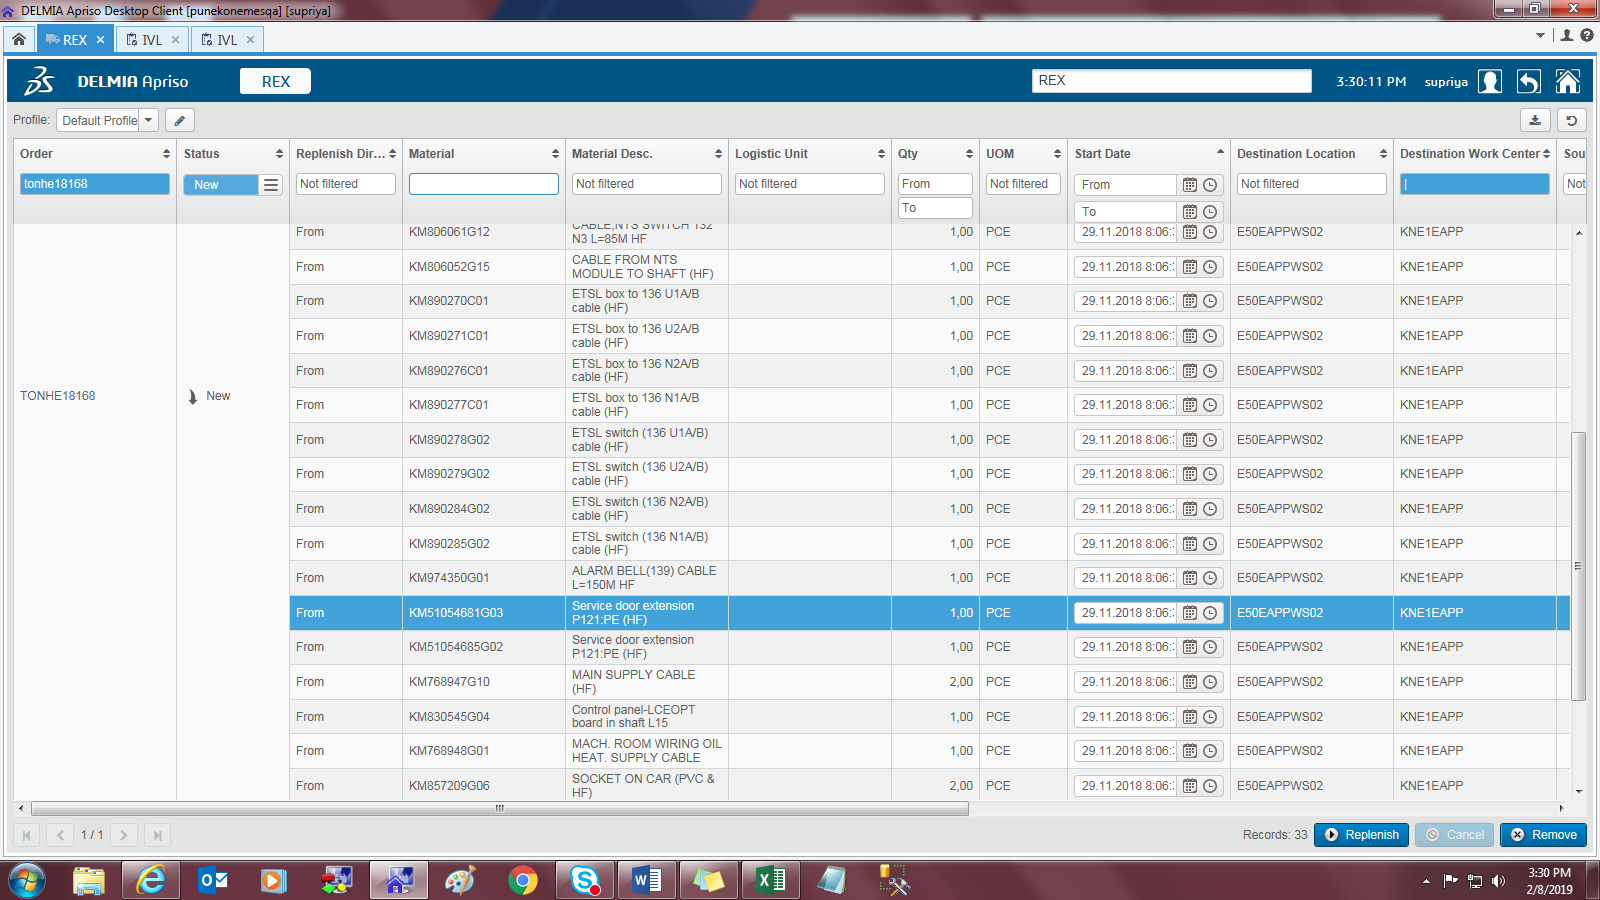 DELMIA Apriso Desktop Client [punekonemesqa] [supriya]
REX × IVL × IVL ×
DELMIA Apriso REX REX 3:30:11 PM supriya
Profile: Default Profile
Order Status Replenish Dir... Material Material Desc. Logistic Unit Qty UOM Start Date Destination Location Destination Work Center Sou
tonhe18168 New Not filtered Not filtered Not filtered From Not filtered From Not filtered Not
To To
From KM806061G12 CABLE,NTS SWITCH 132 N3 L=85M HF 1,00 PCE 29.11.2018 8:06: E50EAPPWS02 KNE1EAPP
From KM806052G15 CABLE FROM NTS MODULE TO SHAFT (HF) 1,00 PCE 29.11.2018 8:06: E50EAPPWS02 KNE1EAPP
From KM890270C01 ETSL box to 136 U1A/B cable (HF) 1,00 PCE 29.11.2018 8:06: E50EAPPWS02 KNE1EAPP
From KM890271C01 ETSL box to 136 U2A/B cable (HF) 1,00 PCE 29.11.2018 8:06: E50EAPPWS02 KNE1EAPP
From KM890276C01 ETSL box to 136 N2A/B cable (HF) 1,00 PCE 29.11.2018 8:06: E50EAPPWS02 KNE1EAPP
TONHE18168 New
From KM890277C01 ETSL box to 136 N1A/B cable (HF) 1,00 PCE 29.11.2018 8:06: E50EAPPWS02 KNE1EAPP
From KM890278G02 ETSL switch (136 U1A/B) cable (HF) 1,00 PCE 29.11.2018 8:06: E50EAPPWS02 KNE1EAPP
From KM890279G02 ETSL switch (136 U2A/B) cable (HF) 1,00 PCE 29.11.2018 8:06: E50EAPPWS02 KNE1EAPP
From KM890284G02 ETSL switch (136 N2A/B) cable (HF) 1,00 PCE 29.11.2018 8:06: E50EAPPWS02 KNE1EAPP
From KM890285G02 ETSL switch (136 N1A/B) cable (HF) 1,00 PCE 29.11.2018 8:06: E50EAPPWS02 KNE1EAPP
From KM974350G01 ALARM BELL(139) CABLE L=150M HF 1,00 PCE 29.11.2018 8:06: E50EAPPWS02 KNE1EAPP
From KM51054681G03 Service door extension P121:PE (HF) 1,00 PCE 29.11.2018 8:06: E50EAPPWS02 KNE1EAPP
From KM51054685G02 Service door extension P121:PE (HF) 1,00 PCE 29.11.2018 8:06: E50EAPPWS02 KNE1EAPP
From KM768947G10 MAIN SUPPLY CABLE (HF) 2,00 PCE 29.11.2018 8:06: E50EAPPWS02 KNE1EAPP
From KM830545G04 Control panel-LCEOPT board in shaft L15 1,00 PCE 29.11.2018 8:06: E50EAPPWS02 KNE1EAPP
From KM768948G01 MACH. ROOM WIRING OIL HEAT. SUPPLY CABLE 1,00 PCE 29.11.2018 8:06: E50EAPPWS02 KNE1EAPP
From KM857209G06 SOCKET ON CAR (PVC & HF) 2,00 PCE 29.11.2018 8:06: E50EAPPWS02 KNE1EAPP
1 / 1 Records: 33 Replenish Cancel Remove
3:30 PM
2/8/2019